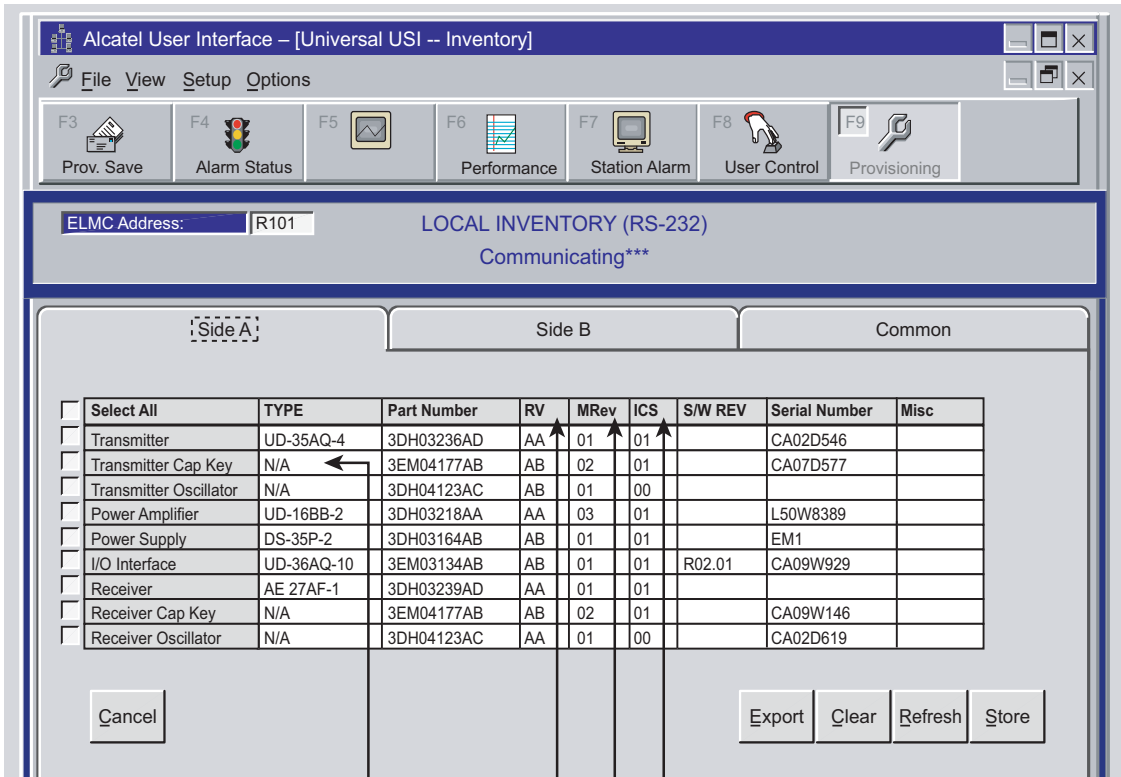 Alcatel User Interface – [Universal USI -- Inventory]
File View Setup Options
F3 F4 F5 F6 F7 F8 F9
Prov. Save Alarm Status Performance Station Alarm User Control Provisioning
ELMC Address: R101 LOCAL INVENTORY (RS-232)
Communicating***
Side A Side B Common
Select All TYPE Part Number RV MRev ICS S/W REV Serial Number Misc
Transmitter UD-35AQ-4 3DH03236AD AA 01 01 CA02D546
Transmitter Cap Key N/A 3EM04177AB AB 02 01 CA07D577
Transmitter Oscillator N/A 3DH04123AC AB 01 00
Power Amplifier UD-16BB-2 3DH03218AA AA 03 01 L50W8389
Power Supply DS-35P-2 3DH03164AB AB 01 01 EM1
I/O Interface UD-36AQ-10 3EM03134AB AB 01 01 R02.01 CA09W929
Receiver AE 27AF-1 3DH03239AD AA 01 01
Receiver Cap Key N/A 3EM04177AB AB 02 01 CA09W146
Receiver Oscillator N/A 3DH04123AC AA 01 00 CA02D619
Cancel Export Clear Refresh Store